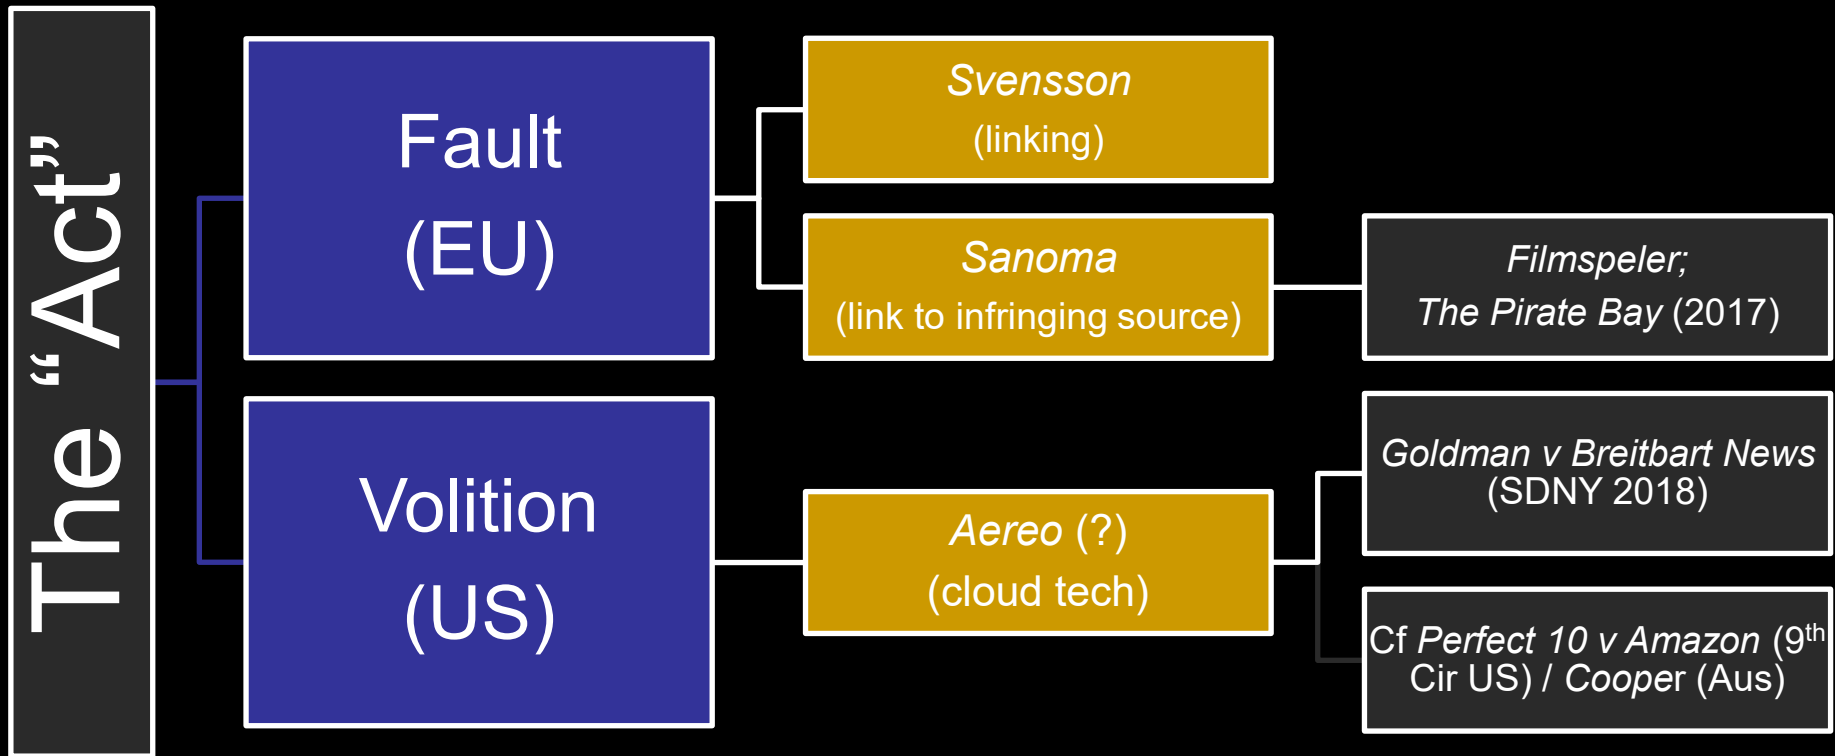 The “Act”
Fault
(EU)
Svensson
(linking)
Sanoma
(link to infringing source)
Filmspeler;
The Pirate Bay (2017)
Volition
(US)
Aereo (?)
(cloud tech)
Goldman v Breitbart News
(SDNY 2018)
Cf Perfect 10 v Amazon (9th
Cir US) / Cooper (Aus)